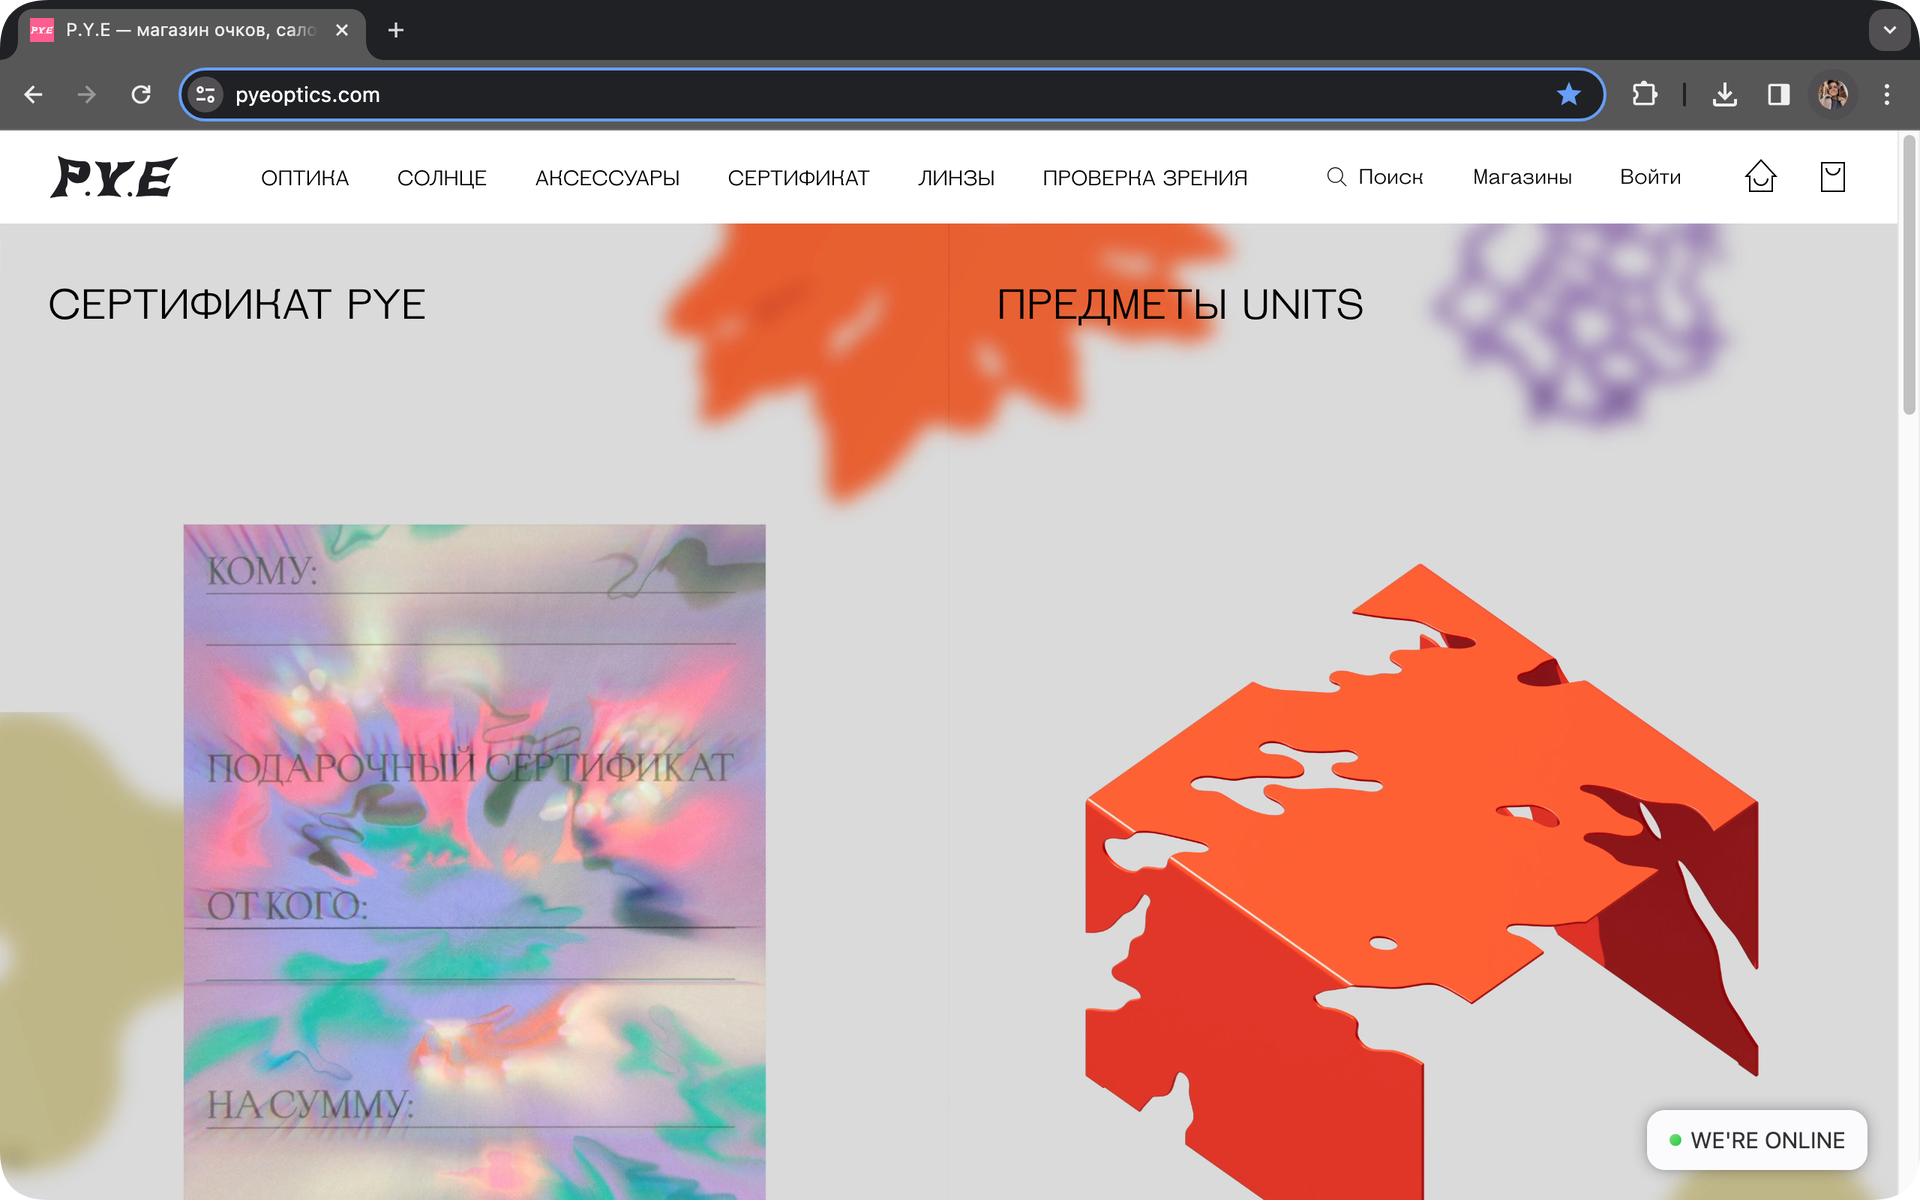 P.Y.E
P.Y.E — магазин очков, сало
pyeoptics.com
P.Y.E
ОПТИКА
СОЛНЦЕ
АКСЕССУАРЫ
СЕРТИФИКАТ
ЛИНЗЫ
ПРОВЕРКА ЗРЕНИЯ
Поиск
Магазины
Войти
СЕРТИФИКАТ PYE
ПРЕДМЕТЫ UNITS
КОМУ:
ПОДАРОЧНЫЙ СЕРТИФИКАТ
ОТ КОГО:
НА СУММУ:
WE'RE ONLINE